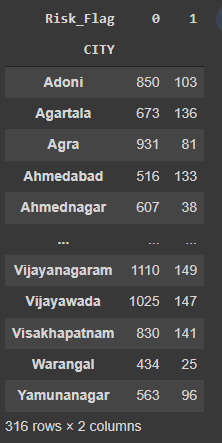 Risk_Flag 0 1
CITY
Adoni 850 103
Agartala 673 136
Agra 931 81
Ahmedabad 516 133
Ahmednagar 607 38
... ... ...
Vijayanagaram 1110 149
Vijayawada 1025 147
Visakhapatnam 830 141
Warangal 434 25
Yamunanagar 563 96
316 rows × 2 columns